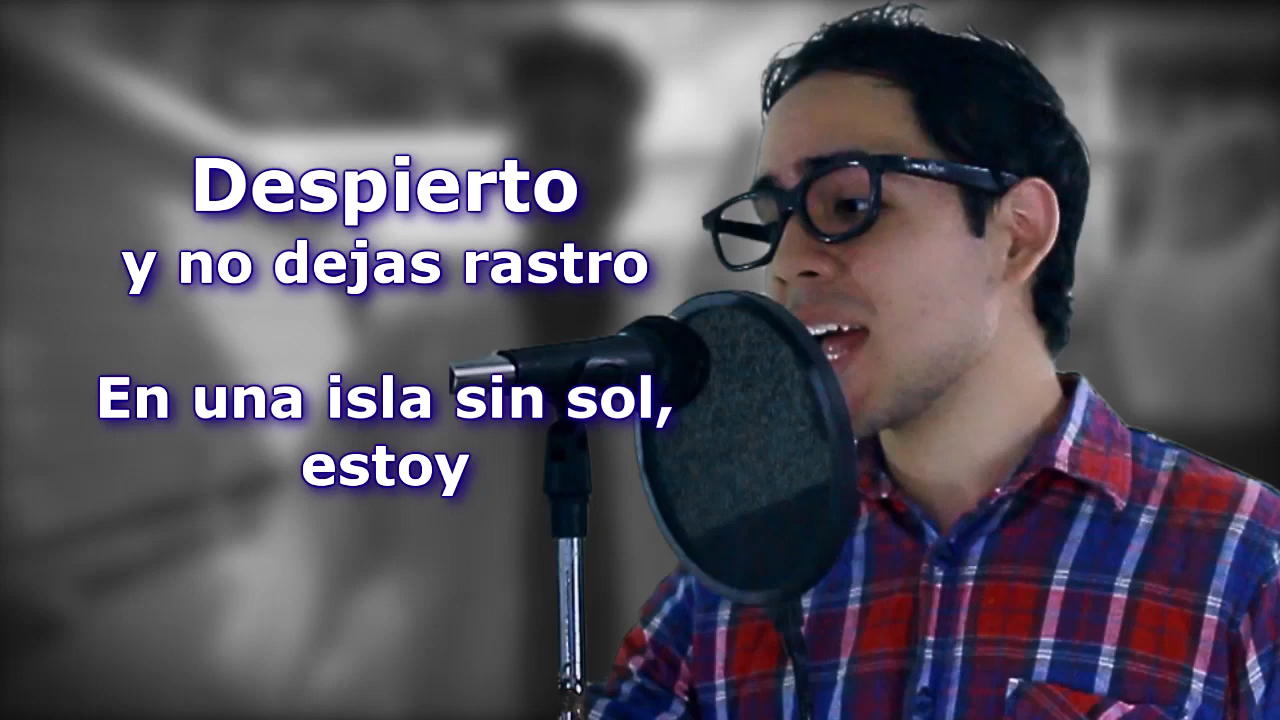 Despierto
y no dejas rastro
En una isla sin sol,
estoy